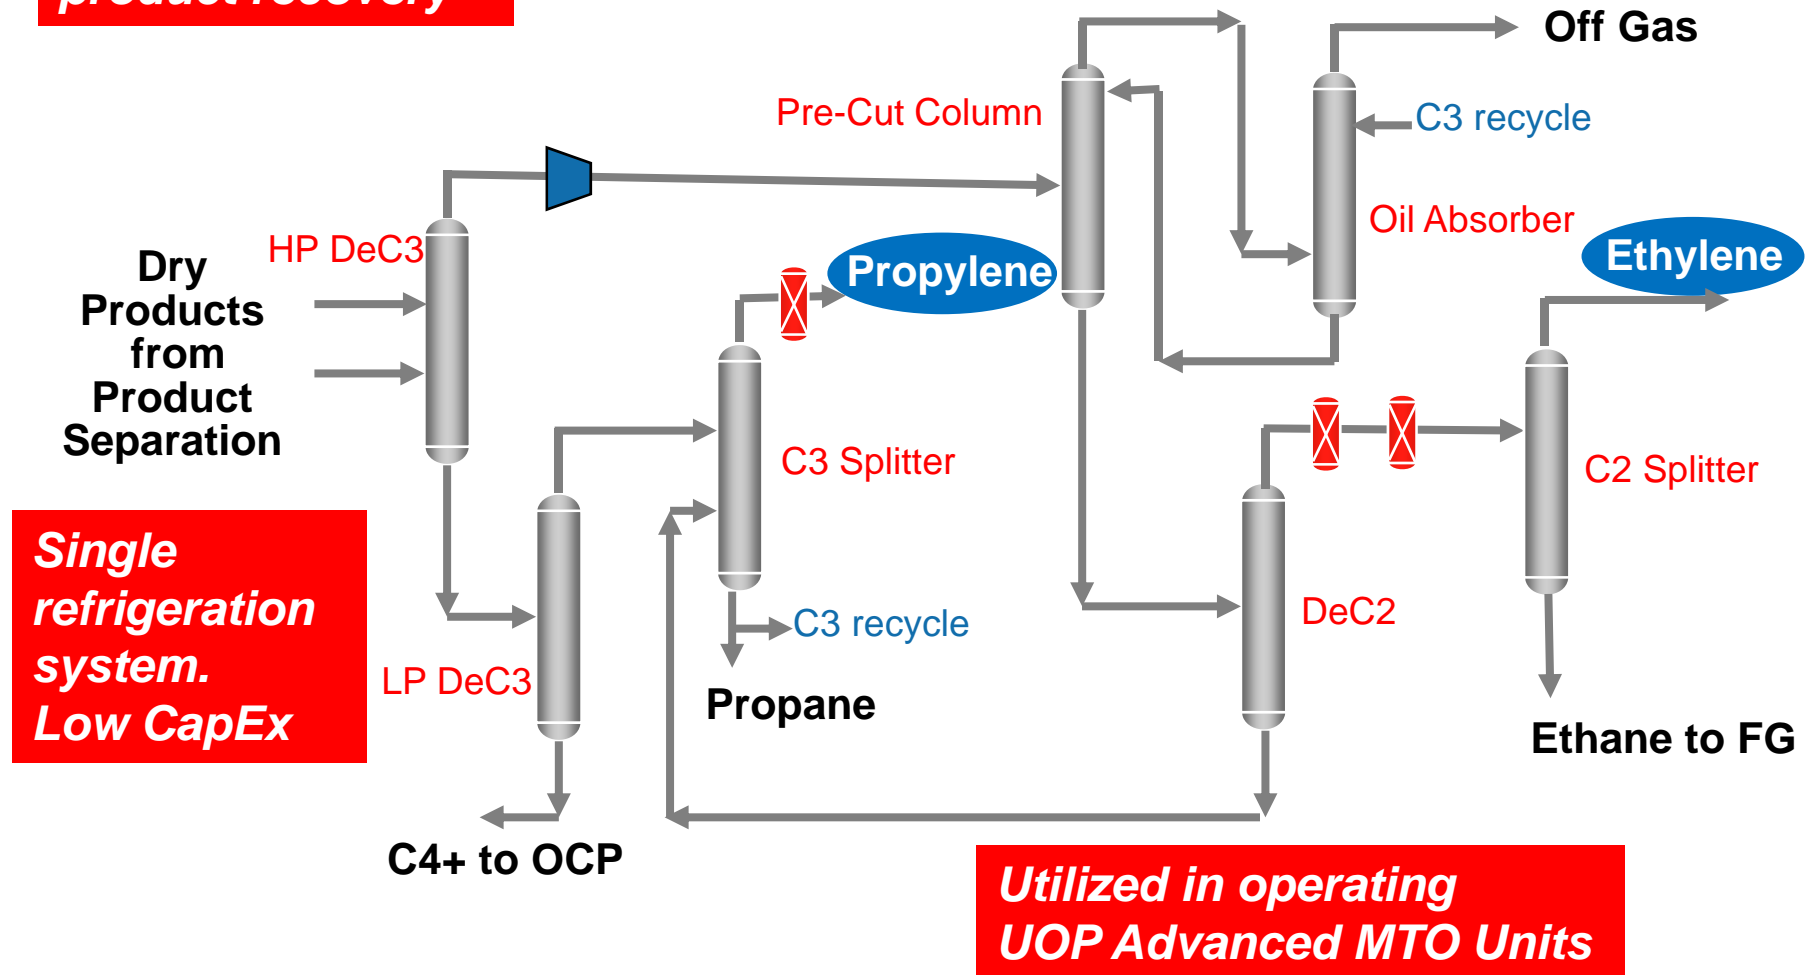 product recovery
Off Gas
Pre-Cut Column
C3 recycle
HP DeC3
Oil Absorber
Dry
Products
from
Product
Separation
Propylene
Ethylene
C3 Splitter
C2 Splitter
Single
refrigeration
system.
Low CapEx
C3 recycle
DeC2
LP DeC3
Propane
Ethane to FG
C4+ to OCP
Utilized in operating
UOP Advanced MTO Units